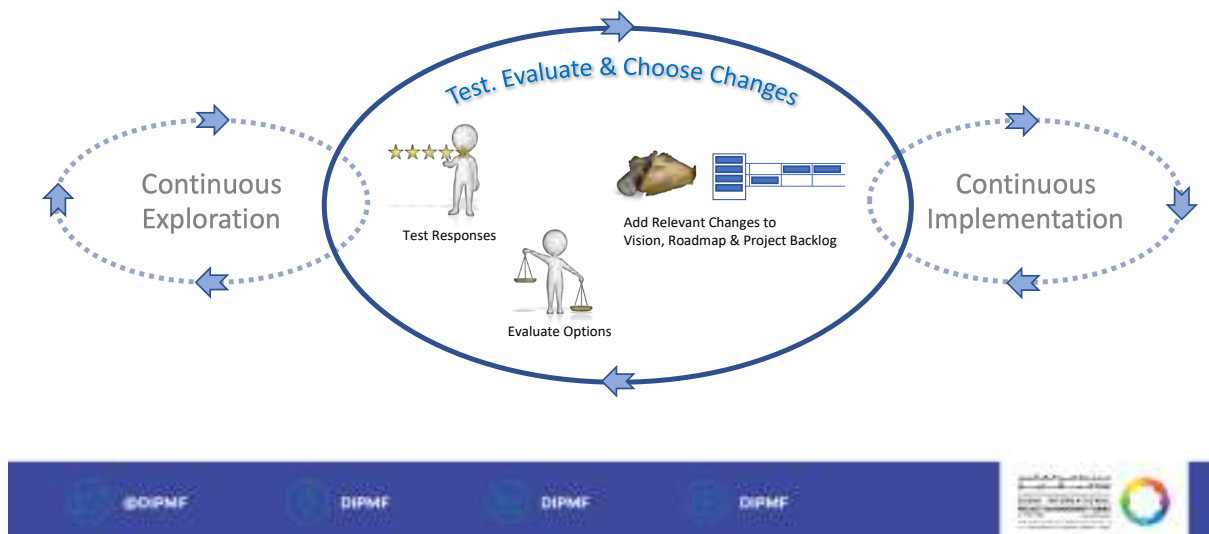 Test. Evaluate & Choose Changes
Continuous
Exploration
Test Responses
Evaluate Options
Add Relevant Changes to
Vision, Roadmap & Project Backlog
Continuous
Implementation
@DIPMF
DIPMF
DIPMF
DIPMF